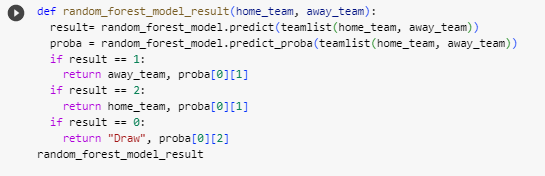 def random_forest_model_result(home_team, away_team):
  result= random_forest_model.predict(teamlist(home_team, away_team))
  proba = random_forest_model.predict_proba(teamlist(home_team, away_team))
  if result == 1:
    return away_team, proba[0][1]
  if result == 2:
    return home_team, proba[0][1]
  if result == 0:
    return "Draw", proba[0][2]
random_forest_model_result